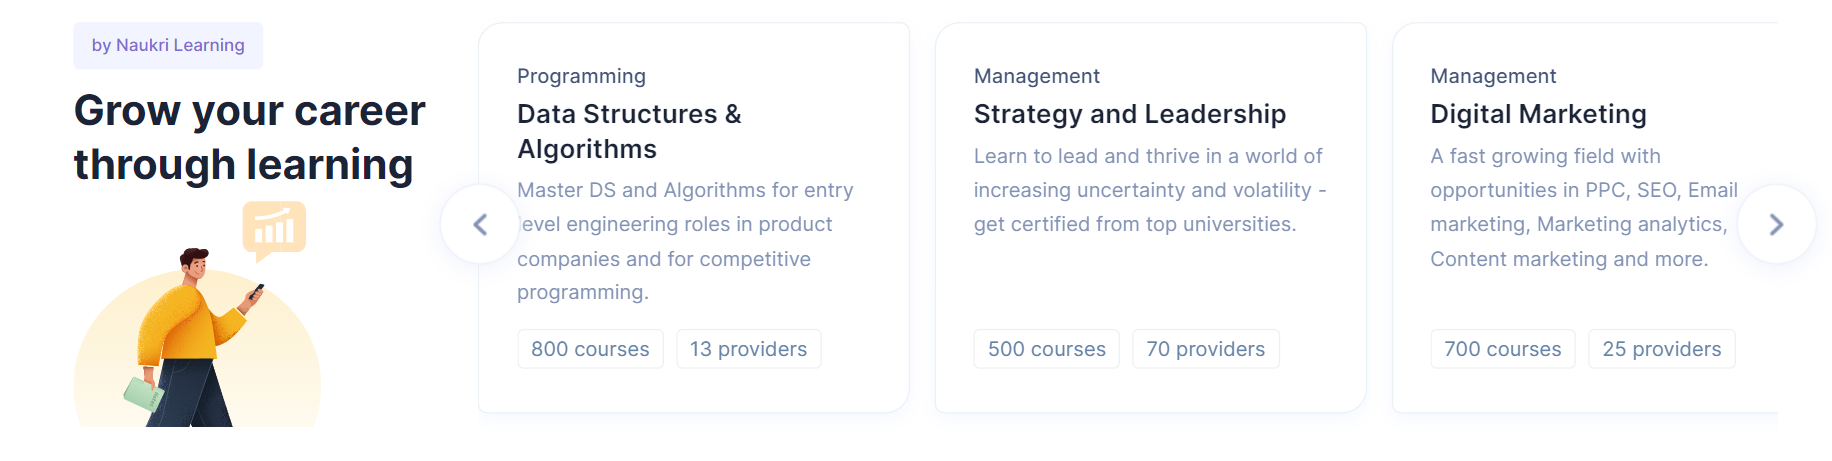 by Naukri Learning
Grow your career
through learning
Programming
Data Structures &
Algorithms
Master DS and Algorithms for entry
level engineering roles in product
companies and for competitive
programming.
800 courses
13 providers
Management
Strategy and Leadership
Learn to lead and thrive in a world of
increasing uncertainty and volatility -
get certified from top universities.
500 courses
70 providers
Management
Digital Marketing
A fast growing field with
opportunities in PPC, SEO, Email
marketing, Marketing analytics,
Content marketing and more.
700 courses
25 providers